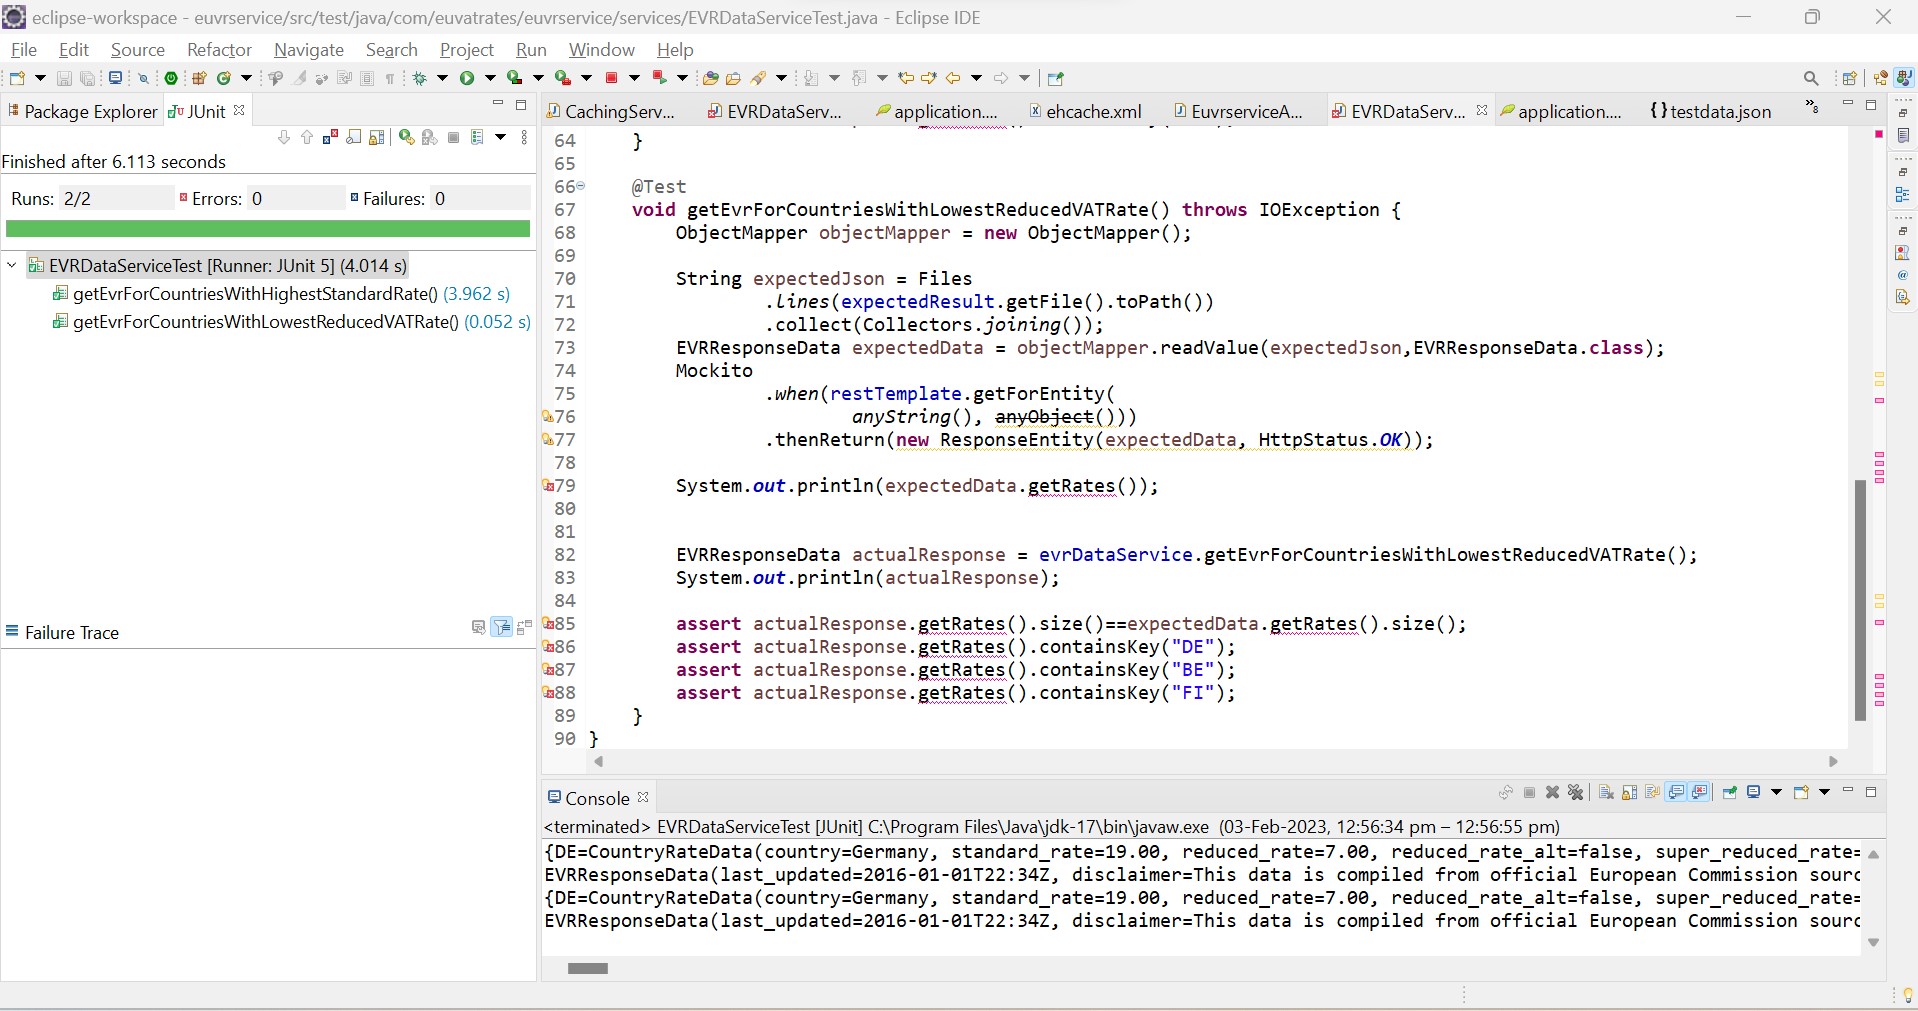 eclipse-workspace - euvrservice/src/test/java/com/euvatrates/euvrservice/services/EVRDataServiceTest.java - Eclipse IDE
File Edit Source Refactor Navigate Search Project Run Window Help
Package Explorer JUnit
CachingServ... EVRDataServ... application.... ehcache.xml EuvrserviceA... EVRDataServ... application.... testdata.json »8
Finished after 6.113 seconds
Runs: 2/2 Errors: 0 Failures: 0
EVRDataServiceTest [Runner: JUnit 5] (4.014 s)
getEvrForCountriesWithHighestStandardRate() (3.962 s)
getEvrForCountriesWithLowestReducedVATRate() (0.052 s)
Failure Trace
64 }
65
66 @Test
67 void getEvrForCountriesWithLowestReducedVATRate() throws IOException {
68 ObjectMapper objectMapper = new ObjectMapper();
69
70 String expectedJson = Files
71 .lines(expectedResult.getFile().toPath())
72 .collect(Collectors.joining());
73 EVRResponseData expectedData = objectMapper.readValue(expectedJson,EVRResponseData.class);
74 Mockito
75 .when(restTemplate.getForEntity(
76 anyString(), anyObject()))
77 .thenReturn(new ResponseEntity(expectedData, HttpStatus.OK));
78
79 System.out.println(expectedData.getRates());
80
81
82 EVRResponseData actualResponse = evrDataService.getEvrForCountriesWithLowestReducedVATRate();
83 System.out.println(actualResponse);
84
85 assert actualResponse.getRates().size()==expectedData.getRates().size();
86 assert actualResponse.getRates().containsKey("DE");
87 assert actualResponse.getRates().containsKey("BE");
88 assert actualResponse.getRates().containsKey("FI");
89 }
90 }
Console
<terminated> EVRDataServiceTest [JUnit] C:\Program Files\Java\jdk-17\bin\javaw.exe (03-Feb-2023, 12:56:34 pm – 12:56:55 pm)
{DE=CountryRateData(country=Germany, standard_rate=19.00, reduced_rate=7.00, reduced_rate_alt=false, super_reduced_rate=
EVRResponseData(last_updated=2016-01-01T22:34Z, disclaimer=This data is compiled from official European Commission sourc
{DE=CountryRateData(country=Germany, standard_rate=19.00, reduced_rate=7.00, reduced_rate_alt=false, super_reduced_rate=
EVRResponseData(last_updated=2016-01-01T22:34Z, disclaimer=This data is compiled from official European Commission sourc